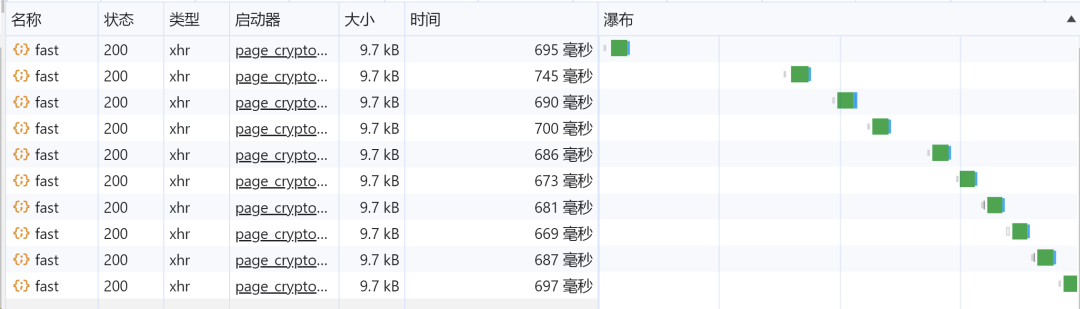 名称 状态 类型 启动器 大小 时间 瀑布
fast 200 xhr page_crypto... 9.7 kB 695 毫秒
fast 200 xhr page_crypto... 9.7 kB 745 毫秒
fast 200 xhr page_crypto... 9.7 kB 690 毫秒
fast 200 xhr page_crypto... 9.7 kB 700 毫秒
fast 200 xhr page_crypto... 9.7 kB 686 毫秒
fast 200 xhr page_crypto... 9.7 kB 673 毫秒
fast 200 xhr page_crypto... 9.7 kB 681 毫秒
fast 200 xhr page_crypto... 9.7 kB 669 毫秒
fast 200 xhr page_crypto... 9.7 kB 687 毫秒
fast 200 xhr page_crypto... 9.7 kB 697 毫秒